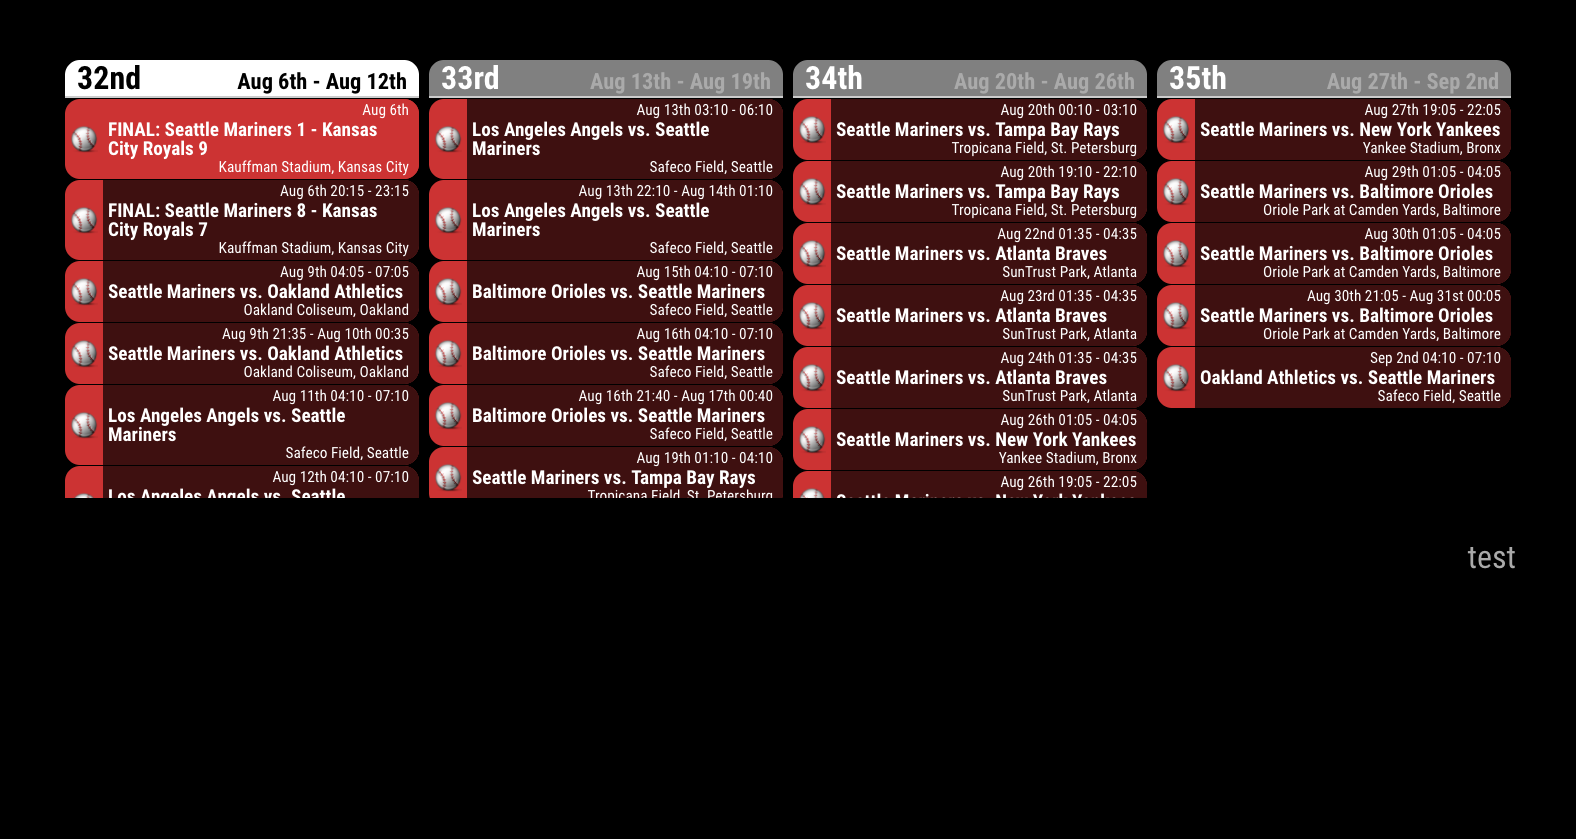 32nd Aug 6th - Aug 12th
Aug 6th
FINAL: Seattle Mariners 1 - Kansas
City Royals 9
Kauffman Stadium, Kansas City
Aug 6th 20:15 - 23:15
FINAL: Seattle Mariners 8 - Kansas
City Royals 7
Kauffman Stadium, Kansas City
Aug 9th 04:05 - 07:05
Seattle Mariners vs. Oakland Athletics
Oakland Coliseum, Oakland
Aug 9th 21:35 - Aug 10th 00:35
Seattle Mariners vs. Oakland Athletics
Oakland Coliseum, Oakland
Aug 11th 04:10 - 07:10
Los Angeles Angels vs. Seattle
Mariners
Safeco Field, Seattle
Aug 12th 04:10 - 07:10
Los Angeles Angels vs. Seattle
33rd Aug 13th - Aug 19th
Aug 13th 03:10 - 06:10
Los Angeles Angels vs. Seattle
Mariners
Safeco Field, Seattle
Aug 13th 22:10 - Aug 14th 01:10
Los Angeles Angels vs. Seattle
Mariners
Safeco Field, Seattle
Aug 15th 04:10 - 07:10
Baltimore Orioles vs. Seattle Mariners
Safeco Field, Seattle
Aug 16th 04:10 - 07:10
Baltimore Orioles vs. Seattle Mariners
Safeco Field, Seattle
Aug 16th 21:40 - Aug 17th 00:40
Baltimore Orioles vs. Seattle Mariners
Safeco Field, Seattle
Aug 19th 01:10 - 04:10
Seattle Mariners vs. Tampa Bay Rays
Tropicana Field, St. Petersburg
34th Aug 20th - Aug 26th
Aug 20th 00:10 - 03:10
Seattle Mariners vs. Tampa Bay Rays
Tropicana Field, St. Petersburg
Aug 20th 19:10 - 22:10
Seattle Mariners vs. Tampa Bay Rays
Tropicana Field, St. Petersburg
Aug 22nd 01:35 - 04:35
Seattle Mariners vs. Atlanta Braves
SunTrust Park, Atlanta
Aug 23rd 01:35 - 04:35
Seattle Mariners vs. Atlanta Braves
SunTrust Park, Atlanta
Aug 24th 01:35 - 04:35
Seattle Mariners vs. Atlanta Braves
SunTrust Park, Atlanta
Aug 26th 01:05 - 04:05
Seattle Mariners vs. New York Yankees
Yankee Stadium, Bronx
Aug 26th 19:05 - 22:05
Seattle Mariners vs. New York Yankees
35th Aug 27th - Sep 2nd
Aug 27th 19:05 - 22:05
Seattle Mariners vs. New York Yankees
Yankee Stadium, Bronx
Aug 29th 01:05 - 04:05
Seattle Mariners vs. Baltimore Orioles
Oriole Park at Camden Yards, Baltimore
Aug 30th 01:05 - 04:05
Seattle Mariners vs. Baltimore Orioles
Oriole Park at Camden Yards, Baltimore
Aug 30th 21:05 - Aug 31st 00:05
Seattle Mariners vs. Baltimore Orioles
Oriole Park at Camden Yards, Baltimore
Sep 2nd 04:10 - 07:10
Oakland Athletics vs. Seattle Mariners
Safeco Field, Seattle
test